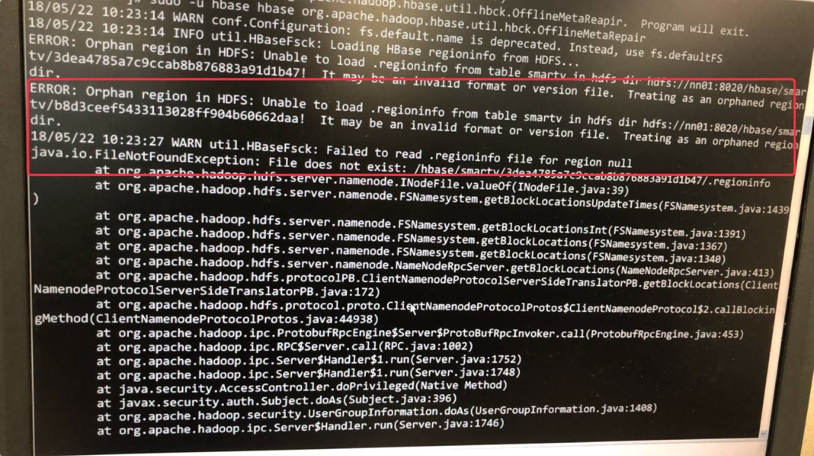 sudo -u hbase hbase org.apache.hadoop.hbase.util.hbck.OfflineMetaReapir.  Program will exit.
18/05/22 10:23:14 WARN conf.Configuration: fs.default.name is deprecated. Instead, use fs.defaultFS
18/05/22 10:23:14 INFO util.HBaseFsck: Loading HBase regioninfo from HDFS...
ERROR: Orphan region in HDFS: Unable to load .regioninfo from table smartv in hdfs dir hdfs://nn01:8020/hbase/smar
tv/3dea4785a7c9ccab8b876883a91d1b47!  It may be an invalid format or version file.  Treating as an orphaned region
dir.
ERROR: Orphan region in HDFS: Unable to load .regioninfo from table smartv in hdfs dir hdfs://nn01:8020/hbase/smar
tv/b8d3ceef5433113028ff904b60662daa!  It may be an invalid format or version file.  Treating as an orphaned region
dir.
18/05/22 10:23:27 WARN util.HBaseFsck: Failed to read .regioninfo file for region null
java.io.FileNotFoundException: File does not exist: /hbase/smartv/3dea4785a7c9ccab8b876883a91d1b47/.regioninfo
at org.apache.hadoop.hdfs.server.namenode.INodeFile.valueOf(INodeFile.java:39)
at org.apache.hadoop.hdfs.server.namenode.FSNamesystem.getBlockLocationsUpdateTimes(FSNamesystem.java:1439
)
at org.apache.hadoop.hdfs.server.namenode.FSNamesystem.getBlockLocationsInt(FSNamesystem.java:1391)
at org.apache.hadoop.hdfs.server.namenode.FSNamesystem.getBlockLocations(FSNamesystem.java:1367)
at org.apache.hadoop.hdfs.server.namenode.FSNamesystem.getBlockLocations(FSNamesystem.java:1340)
at org.apache.hadoop.hdfs.server.namenode.NameNodeRpcServer.getBlockLocations(NameNodeRpcServer.java:413)
at org.apache.hadoop.hdfs.protocolPB.ClientNamenodeProtocolServerSideTranslatorPB.getBlockLocations(Client
NamenodeProtocolServerSideTranslatorPB.java:172)
at org.apache.hadoop.hdfs.protocol.proto.ClientNamenodeProtocolProtos$ClientNamenodeProtocol$2.callBlockin
gMethod(ClientNamenodeProtocolProtos.java:44938)
at org.apache.hadoop.ipc.ProtobufRpcEngine$Server$ProtoBufRpcInvoker.call(ProtobufRpcEngine.java:453)
at org.apache.hadoop.ipc.RPC$Server.call(RPC.java:1002)
at org.apache.hadoop.ipc.Server$Handler$1.run(Server.java:1752)
at org.apache.hadoop.ipc.Server$Handler$1.run(Server.java:1748)
at java.security.AccessController.doPrivileged(Native Method)
at javax.security.auth.Subject.doAs(Subject.java:396)
at org.apache.hadoop.security.UserGroupInformation.doAs(UserGroupInformation.java:1408)
at org.apache.hadoop.ipc.Server$Handler.run(Server.java:1746)